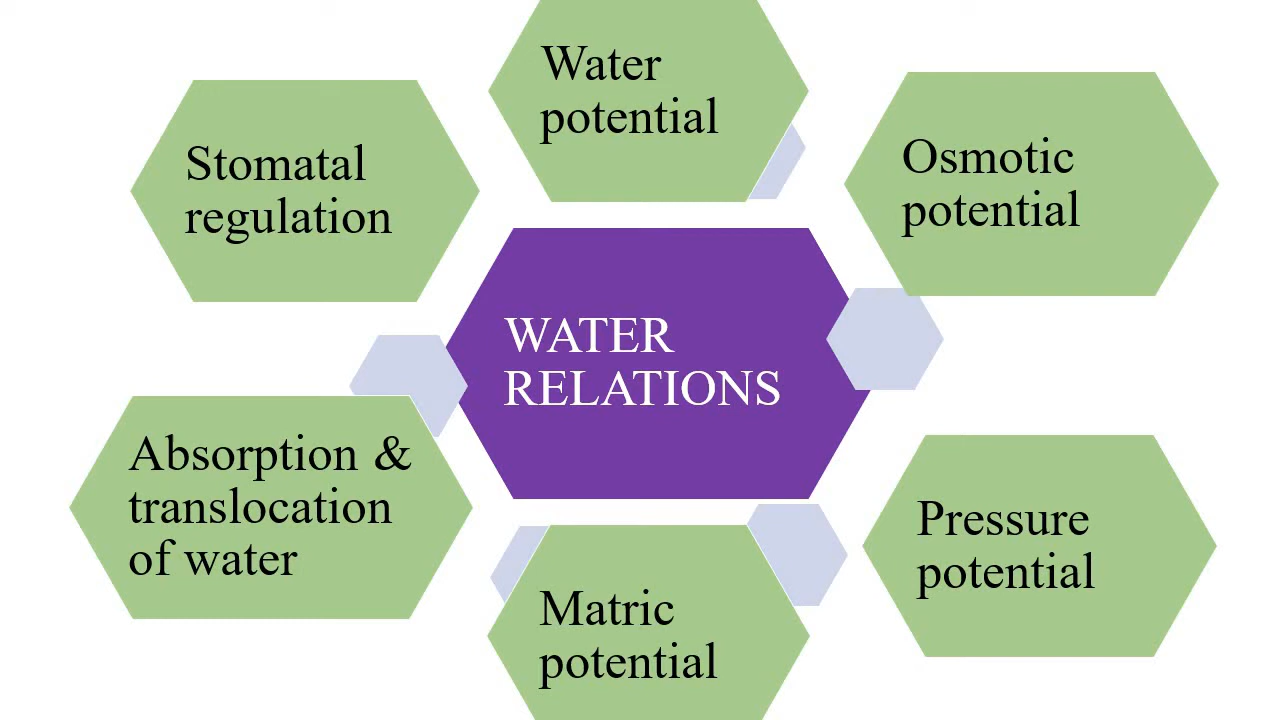 Water
potential
Stomatal
regulation
Osmotic
potential
WATER
RELATIONS
Absorption &
translocation
of water
Pressure
potential
Matric
potential